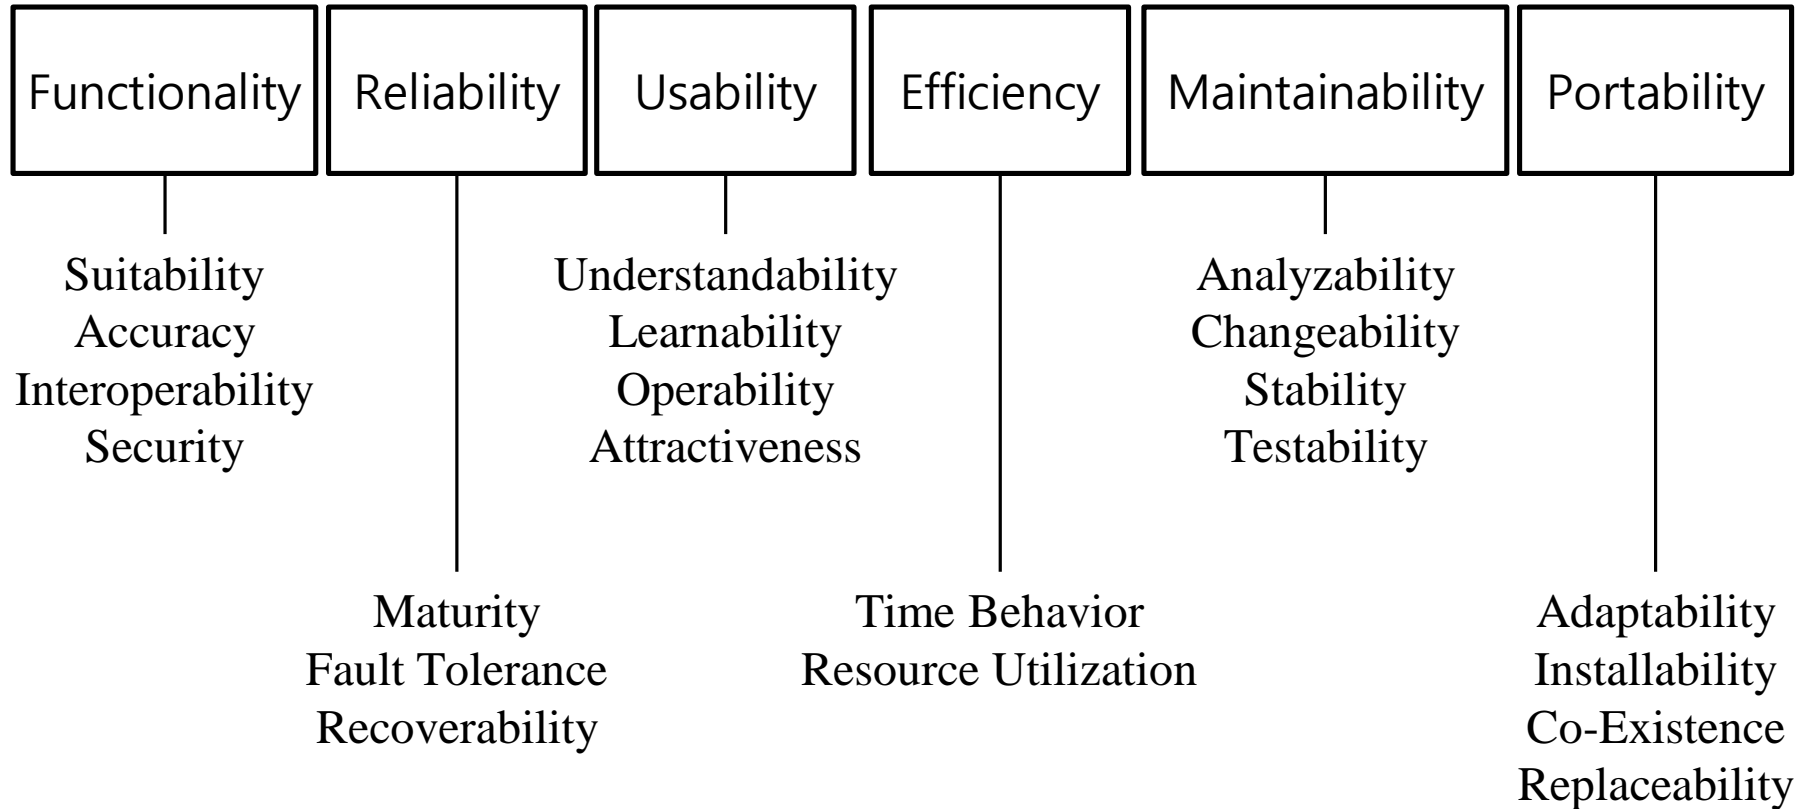 Functionality
Reliability
Usability
Efficiency
Maintainability
Portability
Suitability
Accuracy
Interoperability
Security
Understandability
Learnability
Operability
Attractiveness
Analyzability
Changeability
Stability
Testability
Maturity
Fault Tolerance
Recoverability
Time Behavior
Resource Utilization
Adaptability
Installability
Co-Existence
Replaceability